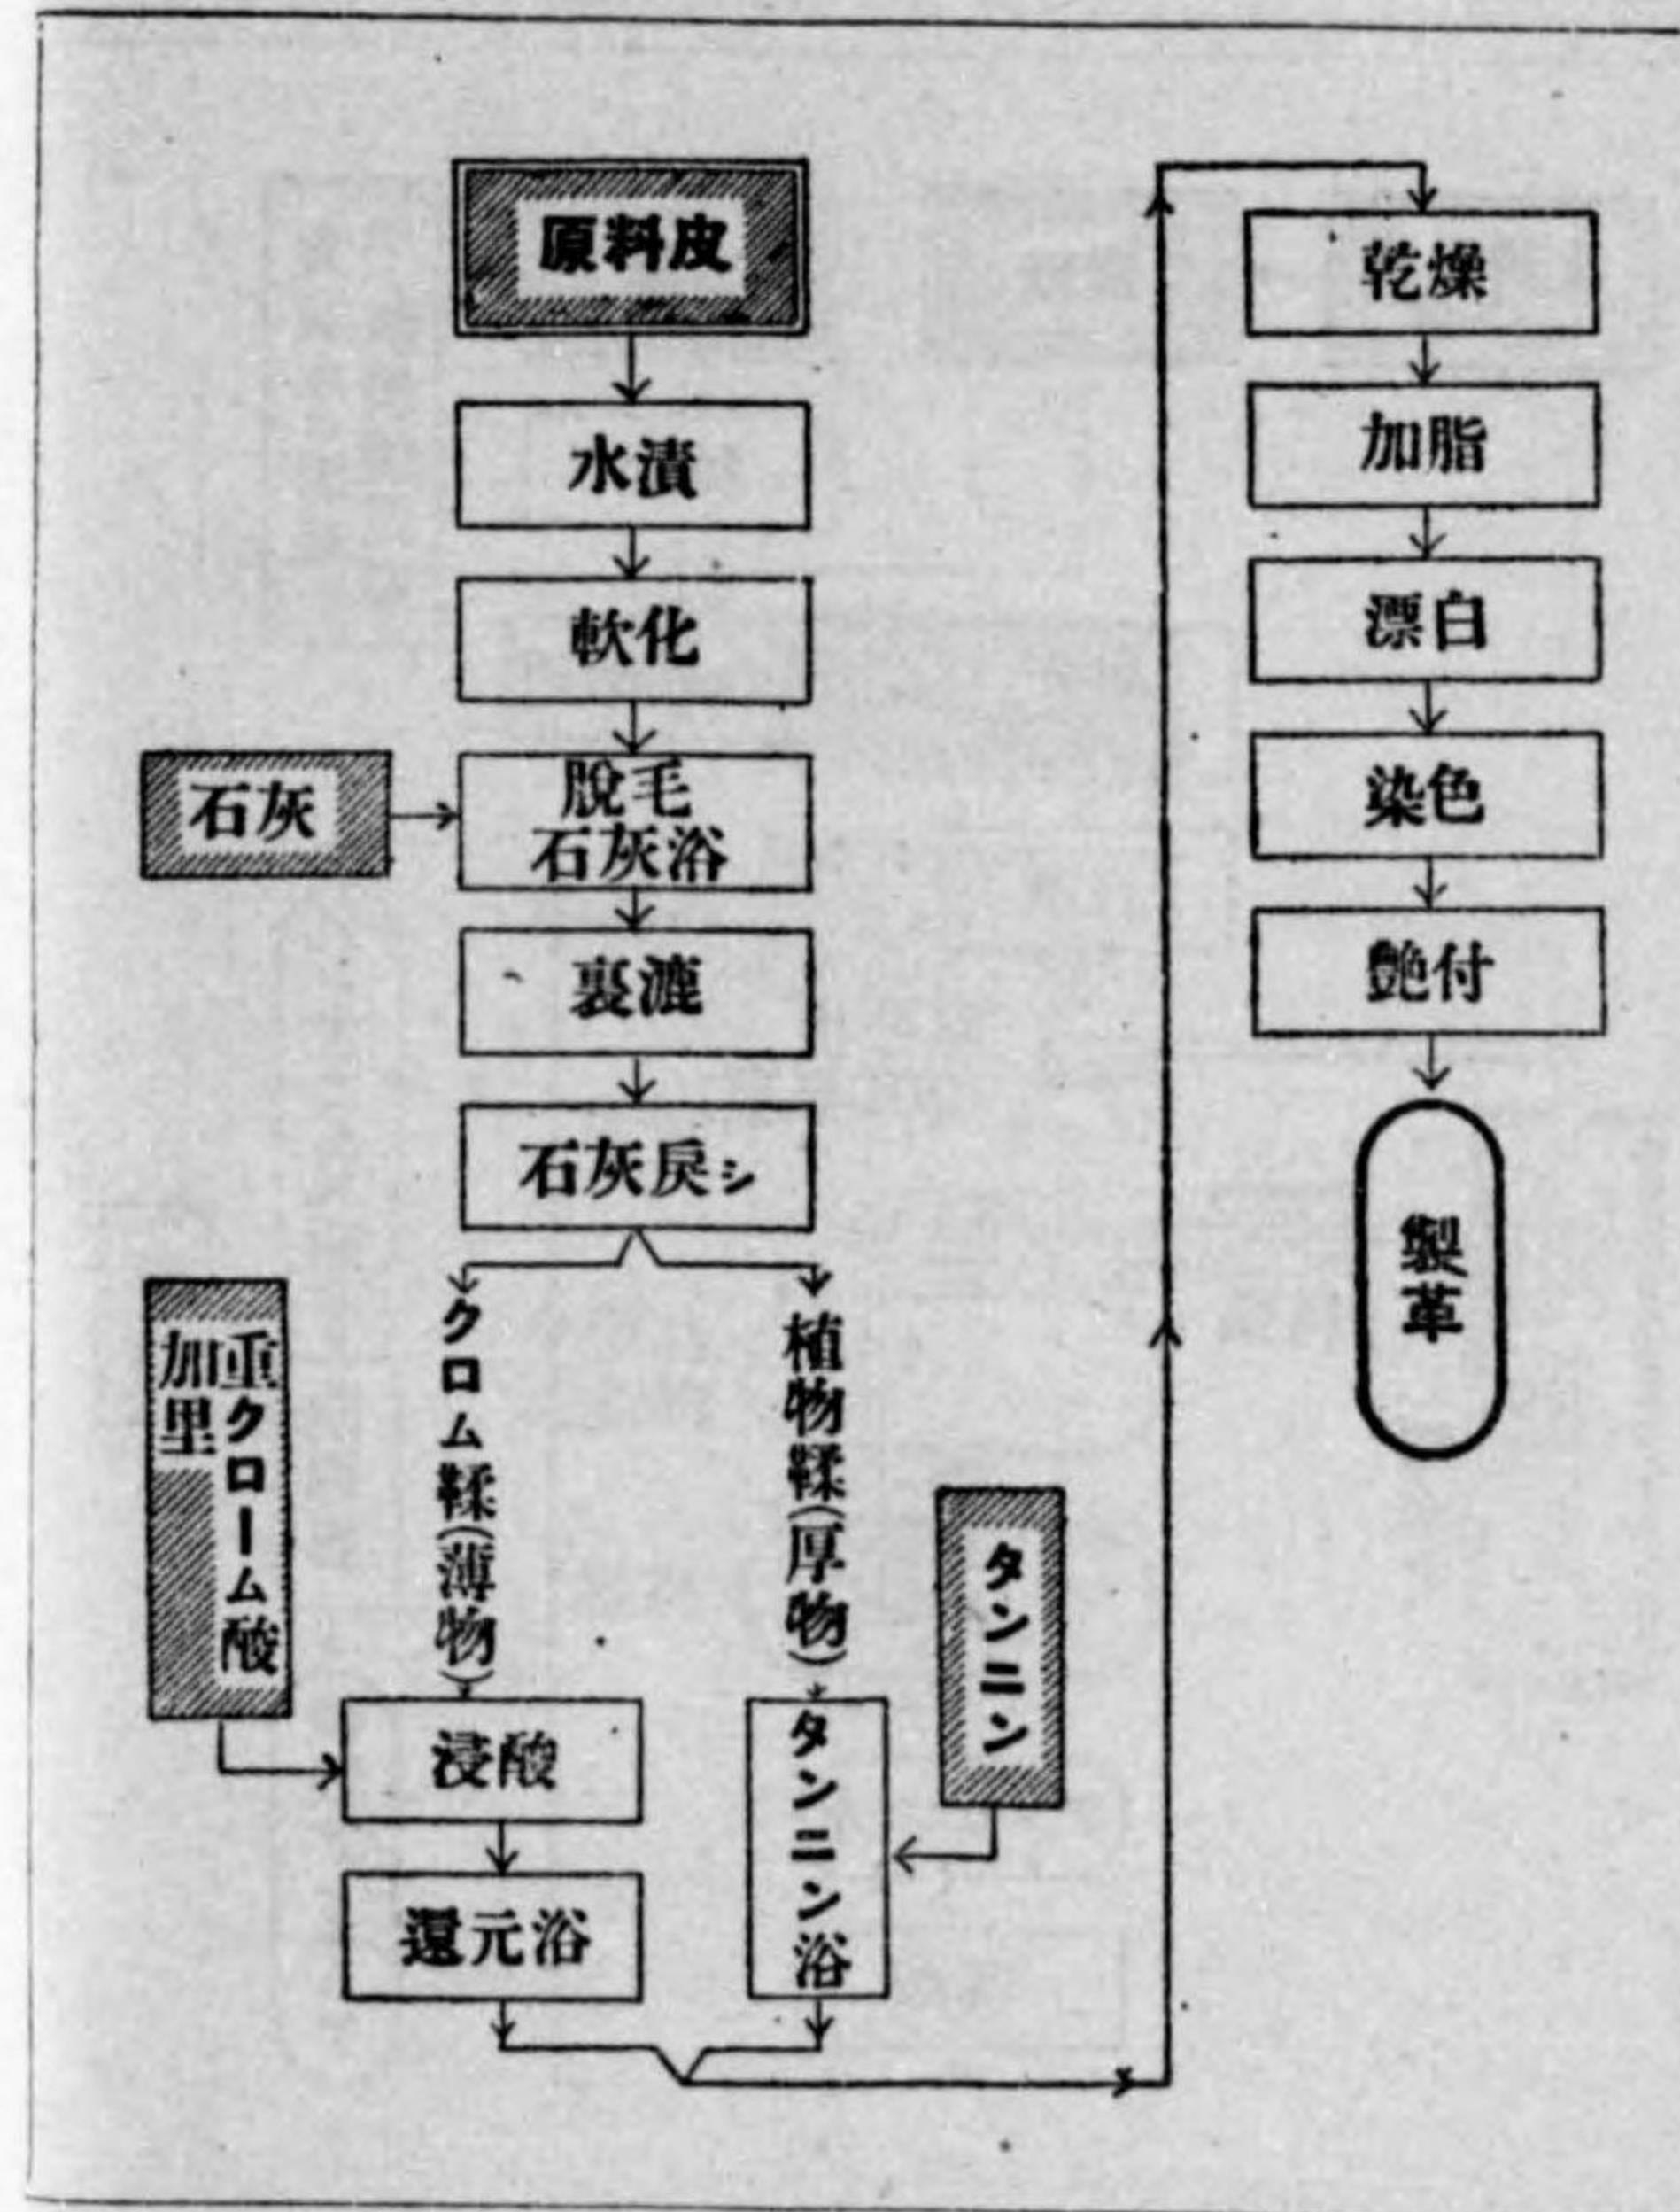 原料皮
水漬
軟化
石灰
脫毛
石灰浴
裏漉
石灰戾シ
クロム鞣(薄物)
植物鞣(厚物)
重クローム酸
加里
タンニン
浸酸
タンニン浴
還元浴
乾燥
加脂
漂白
染色
艶付
製革